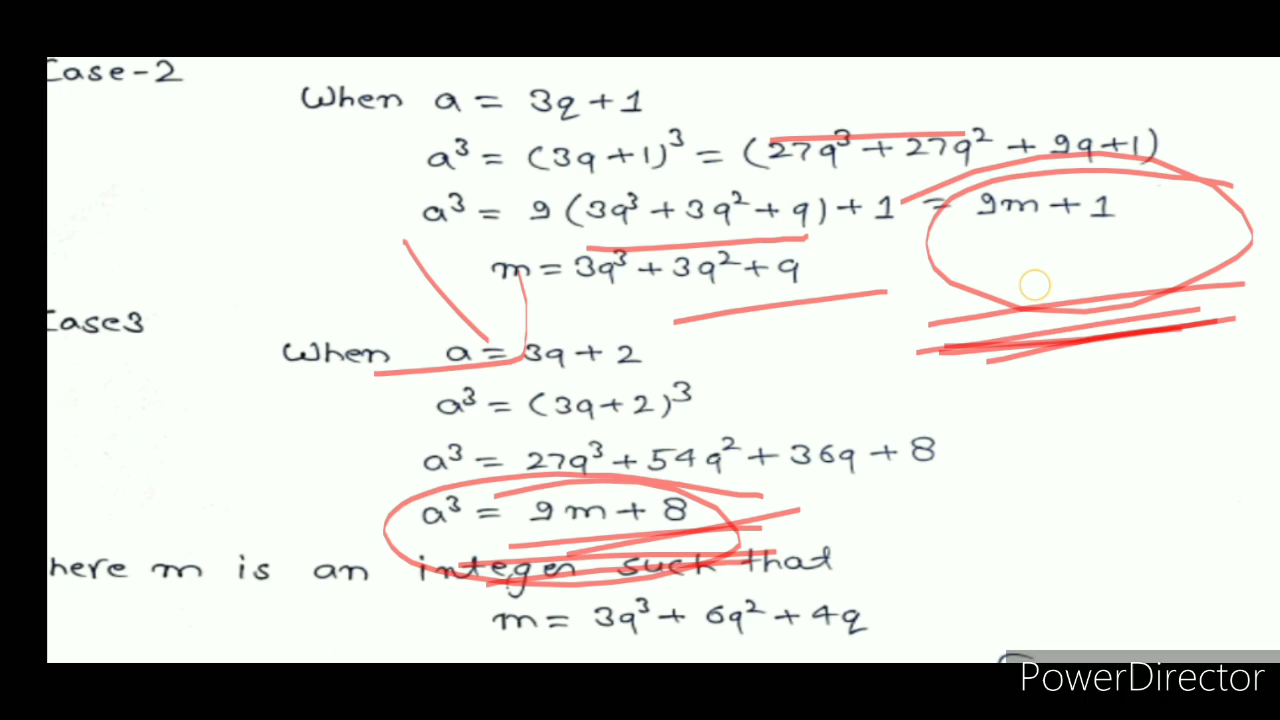 Case-2
When a = 3q + 1
a³ = (3q + 1)³ = (27q³ + 27q² + 9q + 1)
a³ = 9(3q³ + 3q² + q) + 1 = 9m + 1
m = 3q³ + 3q² + q
Case3
When a = 3q + 2
a³ = (3q + 2)³
a³ = 27q³ + 54q² + 36q + 8
a³ = 9m + 8
here m is an integer such that
m = 3q³ + 6q² + 4q
PowerDirector